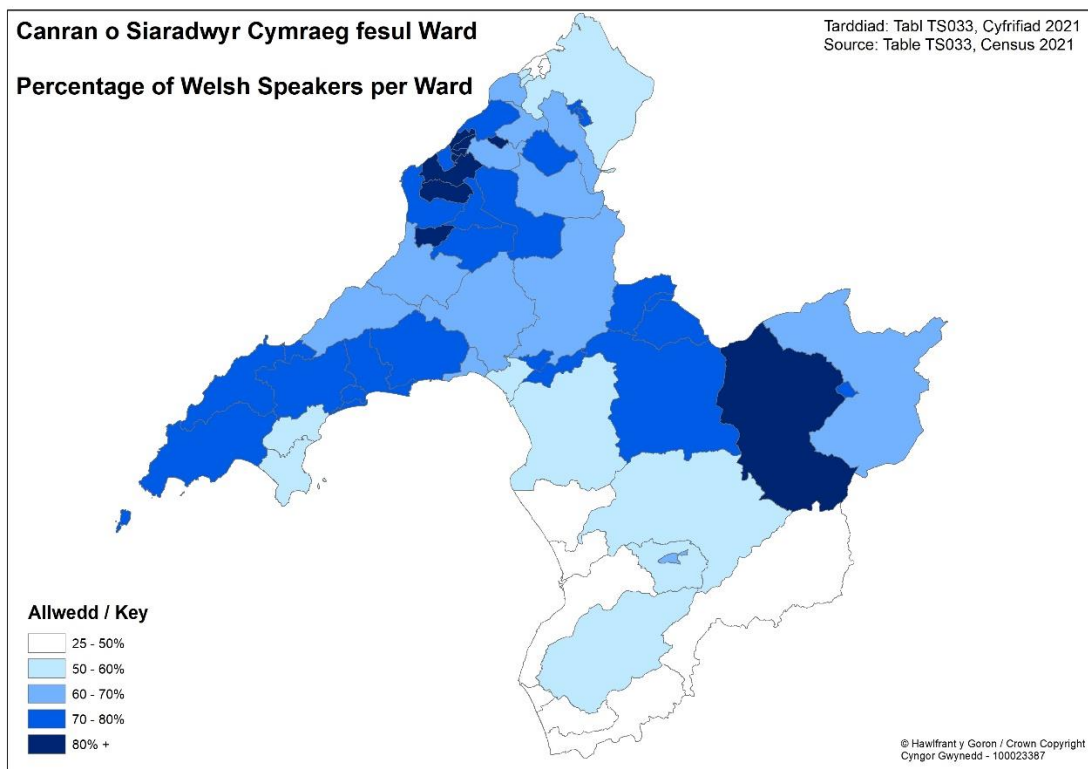 Canran o Siaradwyr Cymraeg fesul Ward
Percentage of Welsh Speakers per Ward
Tarddiad: Tabl TS033, Cyfrifiad 2021
Source: Table TS033, Census 2021
Allwedd / Key
25 - 50%
50 - 60%
60 - 70%
70 - 80%
80% +
© Hawlfraint y Goron / Crown Copyright
Cyngor Gwynedd - 100023387